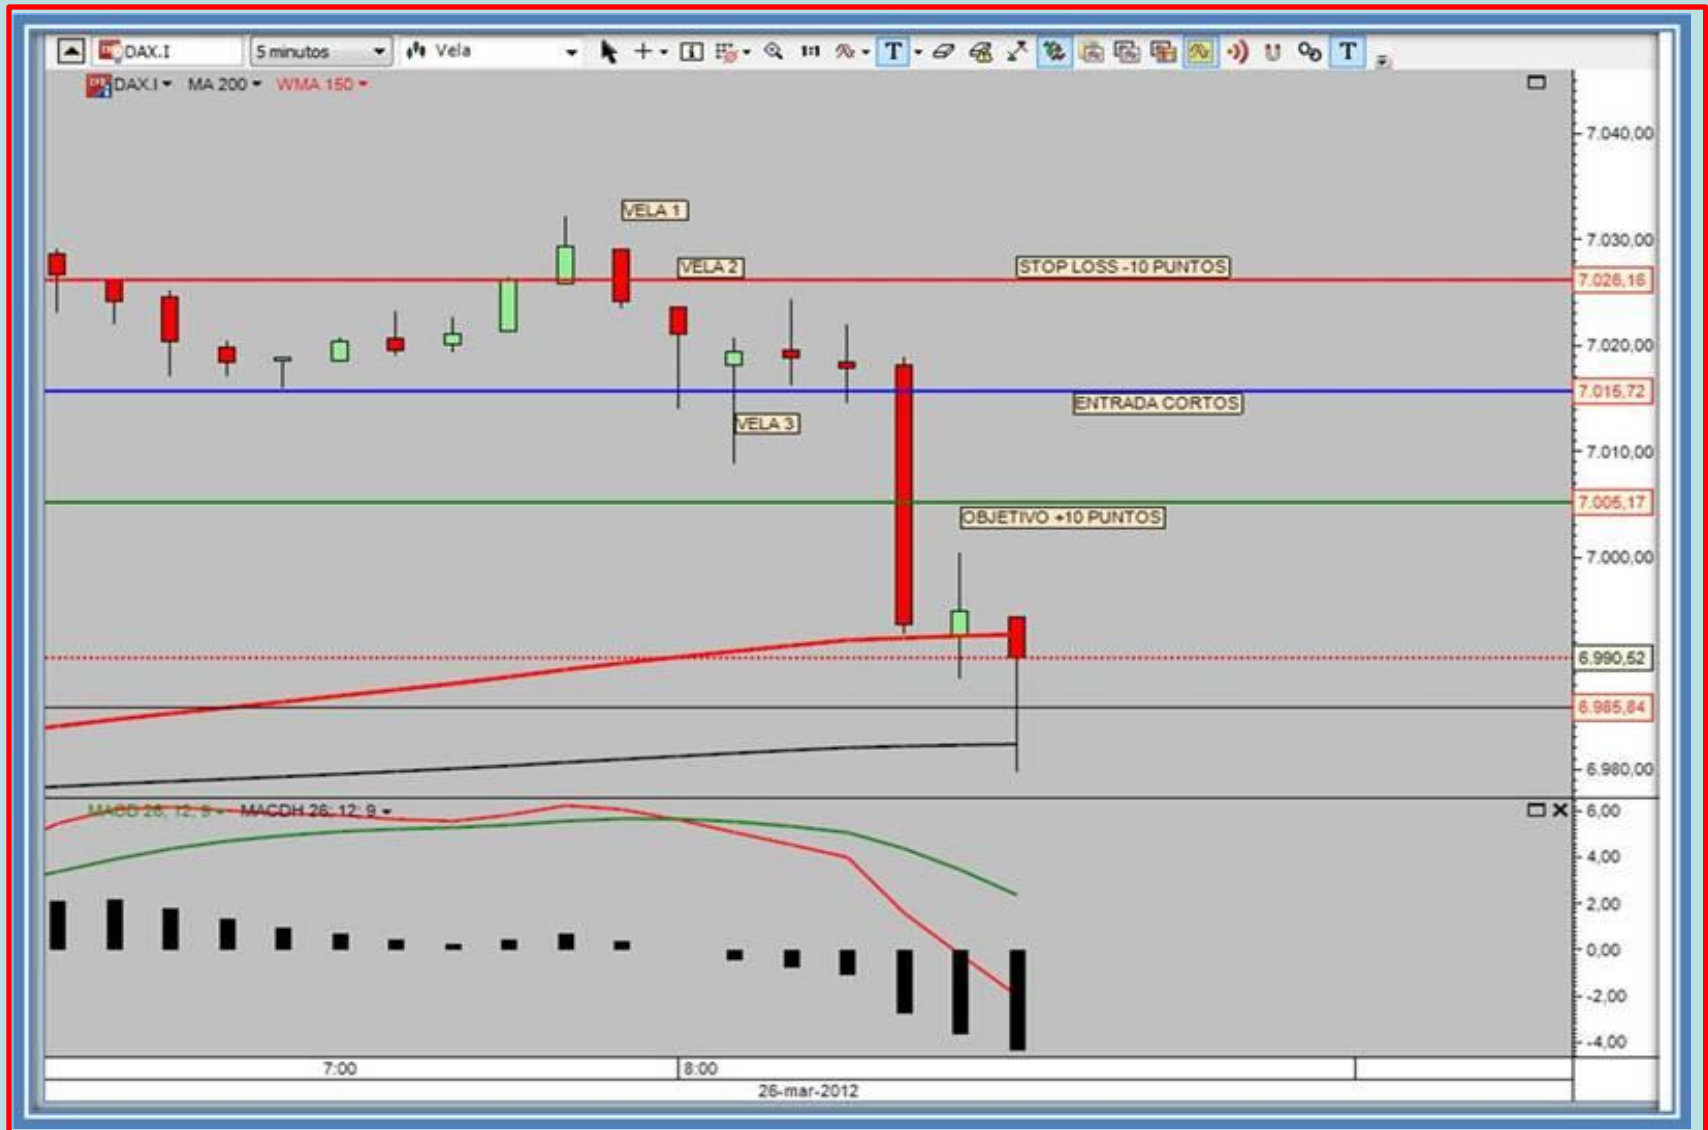 DAX.I 5 minutos Vela 1:1 T T
DAX.I MA 200 WMA 150
7.040,00
VELA 1
7.030,00
VELA 2
STOP LOSS -10 PUNTOS
7.026,16
7.020,00
7.015,72
ENTRADA CORTOS
VELA 3
7.010,00
7.005,17
OBJETIVO +10 PUNTOS
7.000,00
6.990,52
6.985,84
6.980,00
MACD 26; 12; 9 MACDH 26; 12; 9
6,00
4,00
2,00
0,00
-2,00
-4,00
7:00 8:00
26-mar-2012